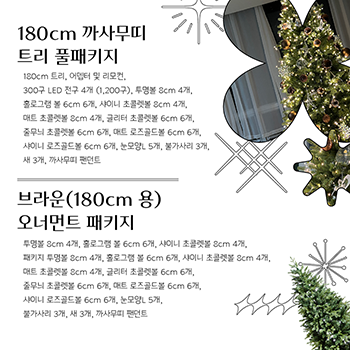 180cm 까사무띠
트리 풀패키지
180cm 트리, 어댑터 및 리모컨,
300구 LED 전구 4개 (1,200구), 투명볼 8cm 4개,
홀로그램 볼 6cm 6개, 샤이니 초콜렛볼 8cm 4개,
매트 초콜렛볼 8cm 4개, 글리터 초콜렛볼 6cm 6개,
줄무늬 초콜렛볼 6cm 6개, 매트 로즈골드볼 6cm 6개,
샤이니 로즈골드볼 6cm 6개, 눈모양L 5개, 불가사리 3개,
새 3개, 까사무띠 팬던트
브라운(180cm 용)
오너먼트 패키지
투명볼 8cm 4개, 홀로그램 볼 6cm 6개, 샤이니 초콜렛볼 8cm 4개,
패키지 투명볼 8cm 4개, 홀로그램 볼 6cm 6개, 샤이니 초콜렛볼 8cm 4개,
매트 초콜렛볼 8cm 4개, 글리터 초콜렛볼 6cm 6개,
줄무늬 초콜렛볼 6cm 6개, 매트 로즈골드볼 6cm 6개,
샤이니 로즈골드볼 6cm 6개, 눈모양L 5개,
불가사리 3개, 새 3개, 까사무띠 팬던트